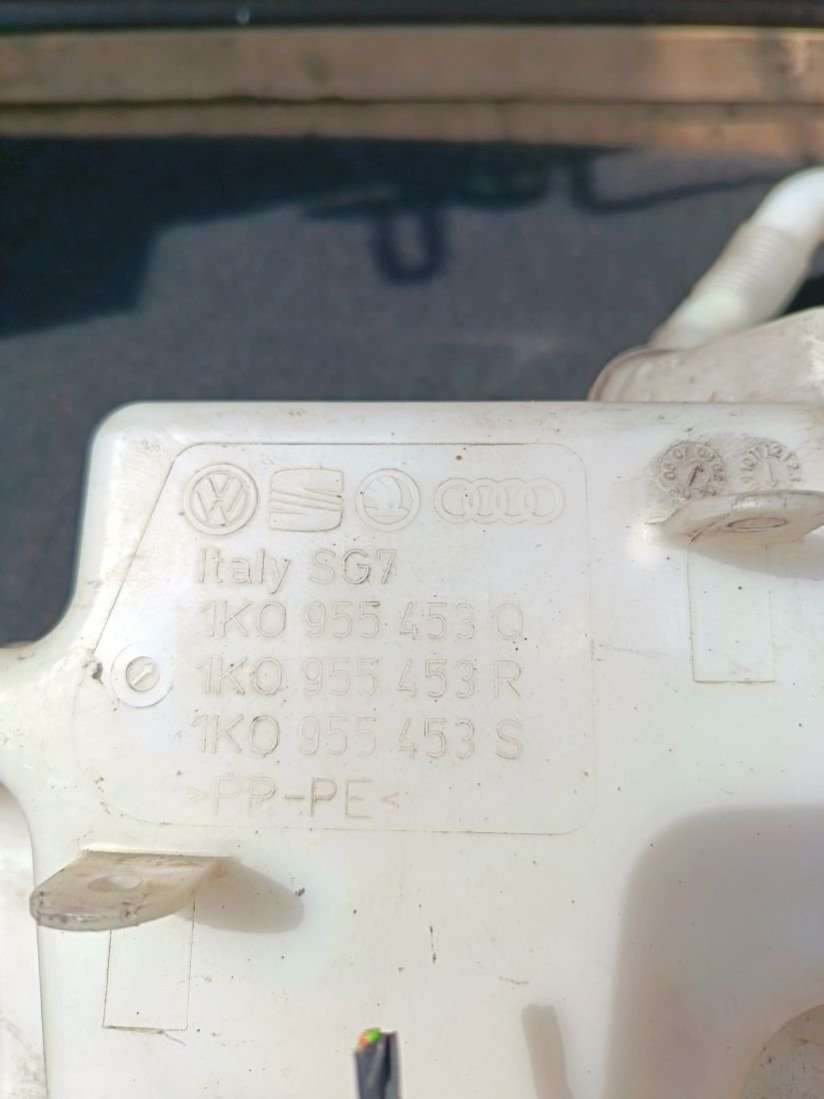 Italy SG7
1K0 955 453 Q
1K0 955 453 R
1K0 955 453 S
>PP-PE<